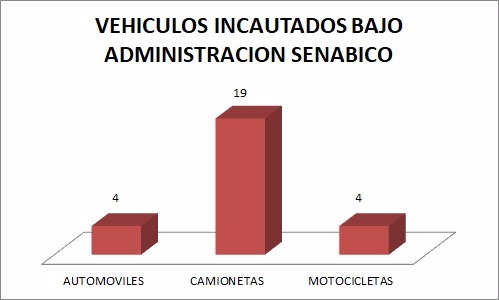 VEHICULOS INCAUTADOS BAJO
ADMINISTRACION SENABICO
19
4
4
AUTOMOVILES
CAMIONETAS
MOTOCICLETAS